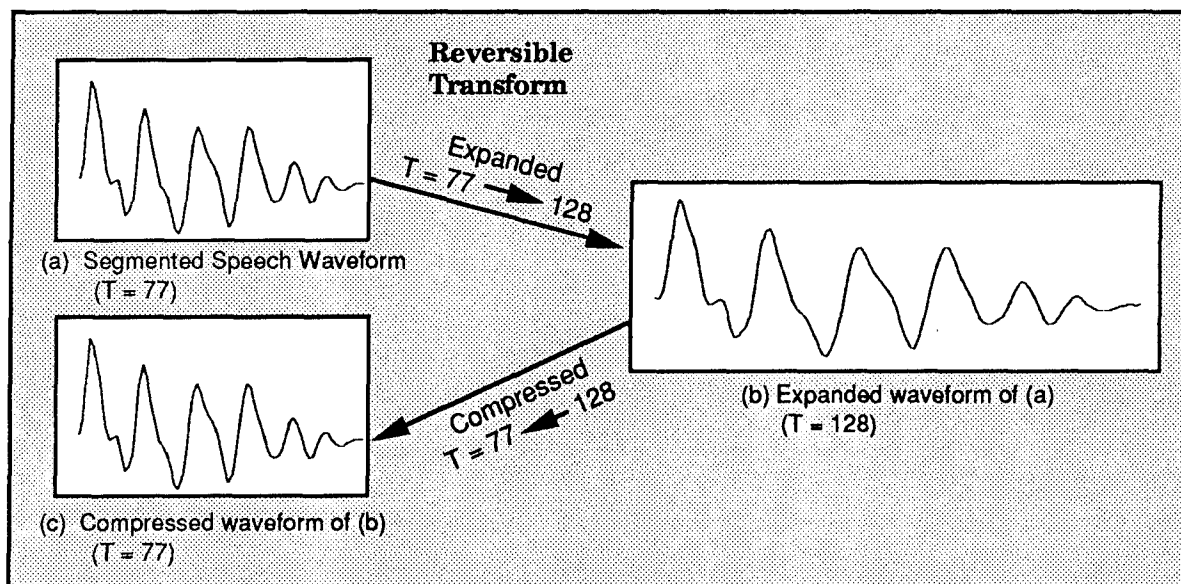 Reversible
Transform
Expanded
T = 77 → 128
(a) Segmented Speech Waveform
(T = 77)
Compressed
T = 77 ← 128
(b) Expanded waveform of (a)
(T = 128)
(c) Compressed waveform of (b)
(T = 77)